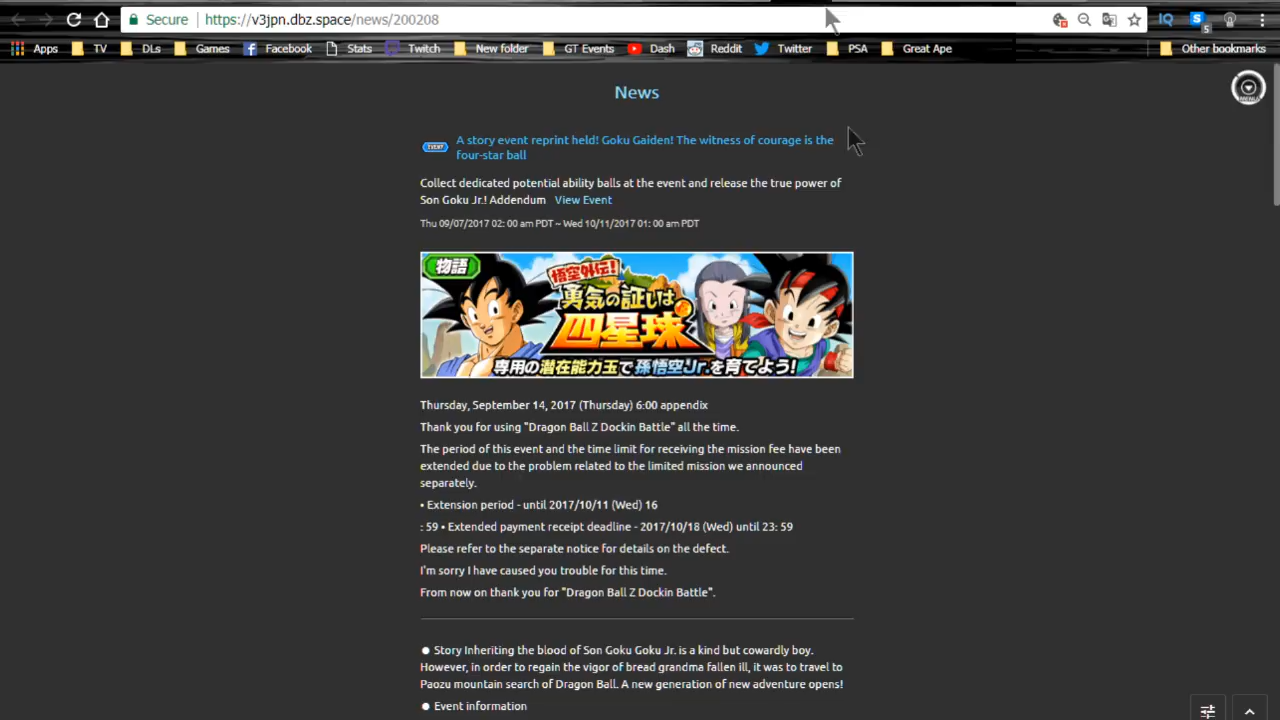 Secure https://v3jpn.dbz.space/news/200208
Apps TV DLs Games Facebook Stats Twitch New folder GT Events Dash Reddit Twitter PSA Great Ape Other bookmarks
IQ S 5
News
EVENT
A story event reprint held! Goku Gaiden! The witness of courage is the
four-star ball
Collect dedicated potential ability balls at the event and release the true power of
Son Goku Jr.! Addendum View Event
Thu 09/07/2017 02: 00 am PDT ~ Wed 10/11/2017 01: 00 am PDT
物語
悟空外伝!
勇気の証しは
四星球
専用の潜在能力玉で孫悟空Jr.を育てよう!
Thursday, September 14, 2017 (Thursday) 6:00 appendix
Thank you for using "Dragon Ball Z Dockin Battle" all the time.
The period of this event and the time limit for receiving the mission fee have been
extended due to the problem related to the limited mission we announced
separately.
• Extension period - until 2017/10/11 (Wed) 16
: 59 • Extended payment receipt deadline - 2017/10/18 (Wed) until 23: 59
Please refer to the separate notice for details on the defect.
I'm sorry I have caused you trouble for this time.
From now on thank you for "Dragon Ball Z Dockin Battle".
● Story Inheriting the blood of Son Goku Goku Jr. is a kind but cowardly boy.
However, in order to regain the vigor of bread grandma fallen ill, it was to travel to
Paozu mountain search of Dragon Ball. A new generation of new adventure opens!
● Event information